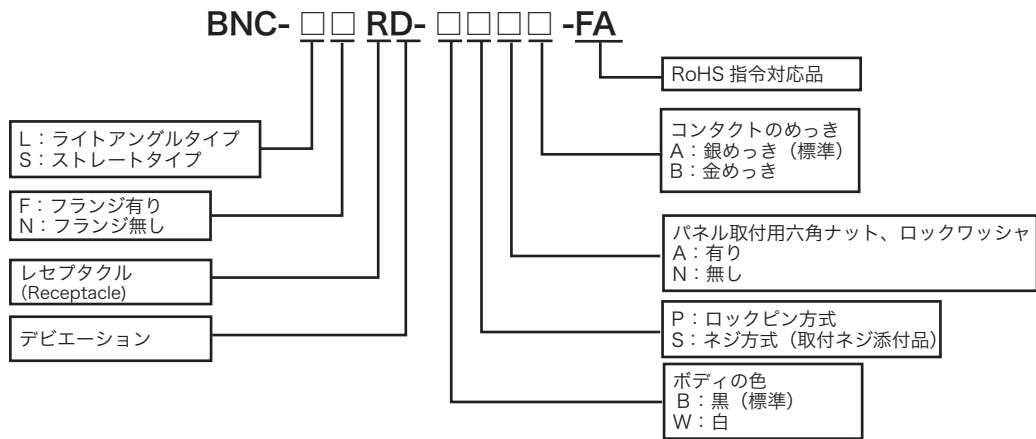 BNC- □□ RD- □□□□ -FA
RoHS 指令対応品
コンタクトのめっき
A：銀めっき（標準）
B：金めっき
L：ライトアングルタイプ
S：ストレートタイプ
F：フランジ有り
N：フランジ無し
パネル取付用六角ナット、ロックワッシャ
A：有り
N：無し
レセプタクル
(Receptacle)
P：ロックピン方式
S：ネジ方式（取付ネジ添付品）
デビエーション
ボディの色
B：黒（標準）
W：白